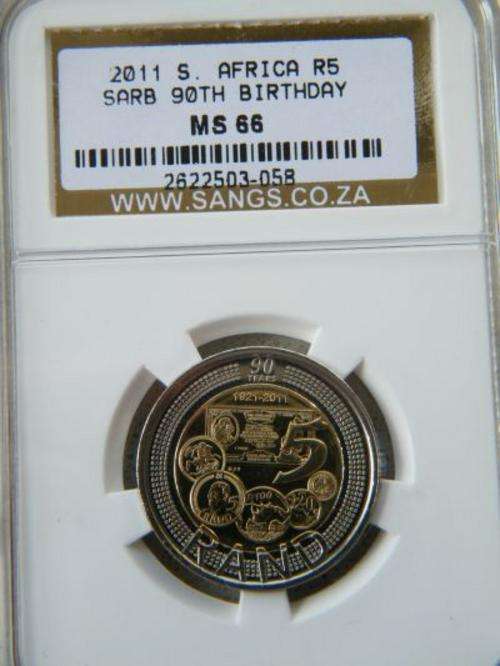 2011 S. AFRICA R5
SARB 90TH BIRTHDAY
MS 66
2622503-058
WWW.SANGS.CO.ZA
90
YEARS
1921-2011
5
RAND